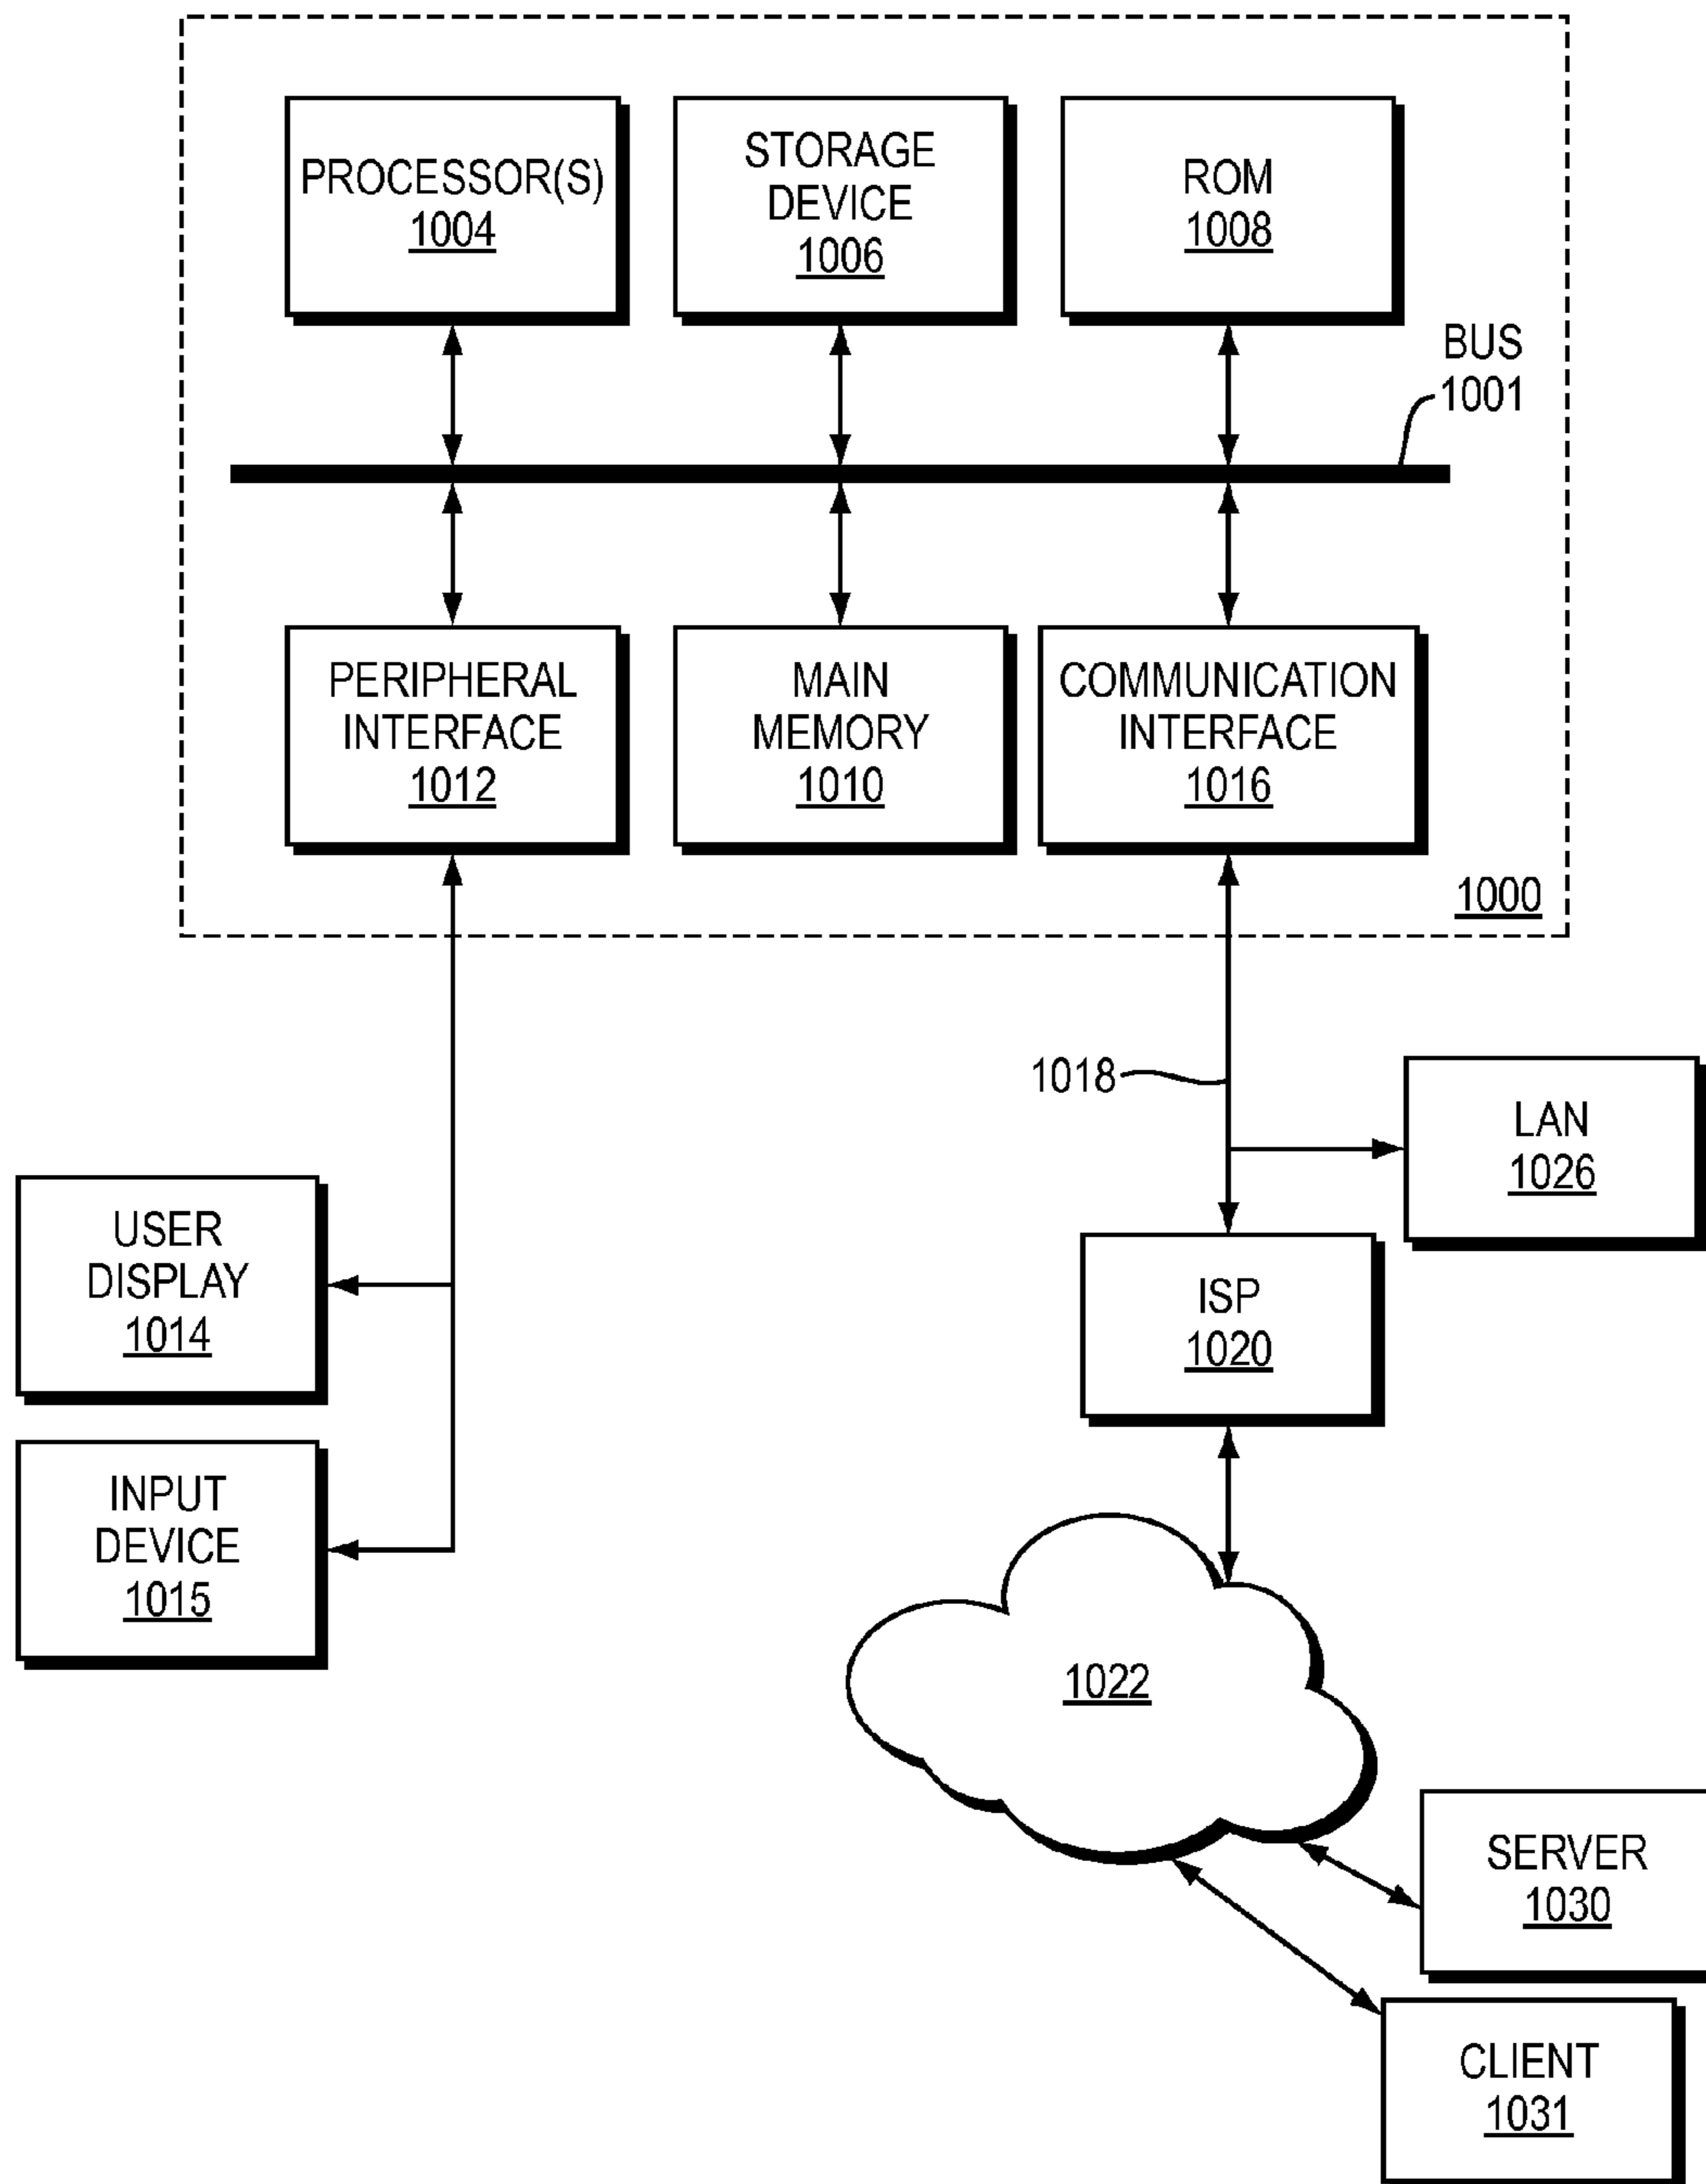 PROCESSOR(S)
1004
STORAGE
DEVICE
1006
ROM
1008
BUS
1001
PERIPHERAL
INTERFACE
1012
MAIN
MEMORY
1010
COMMUNICATION
INTERFACE
1016
1000
1018
LAN
1026
USER
DISPLAY
1014
ISP
1020
INPUT
DEVICE
1015
1022
SERVER
1030
CLIENT
1031